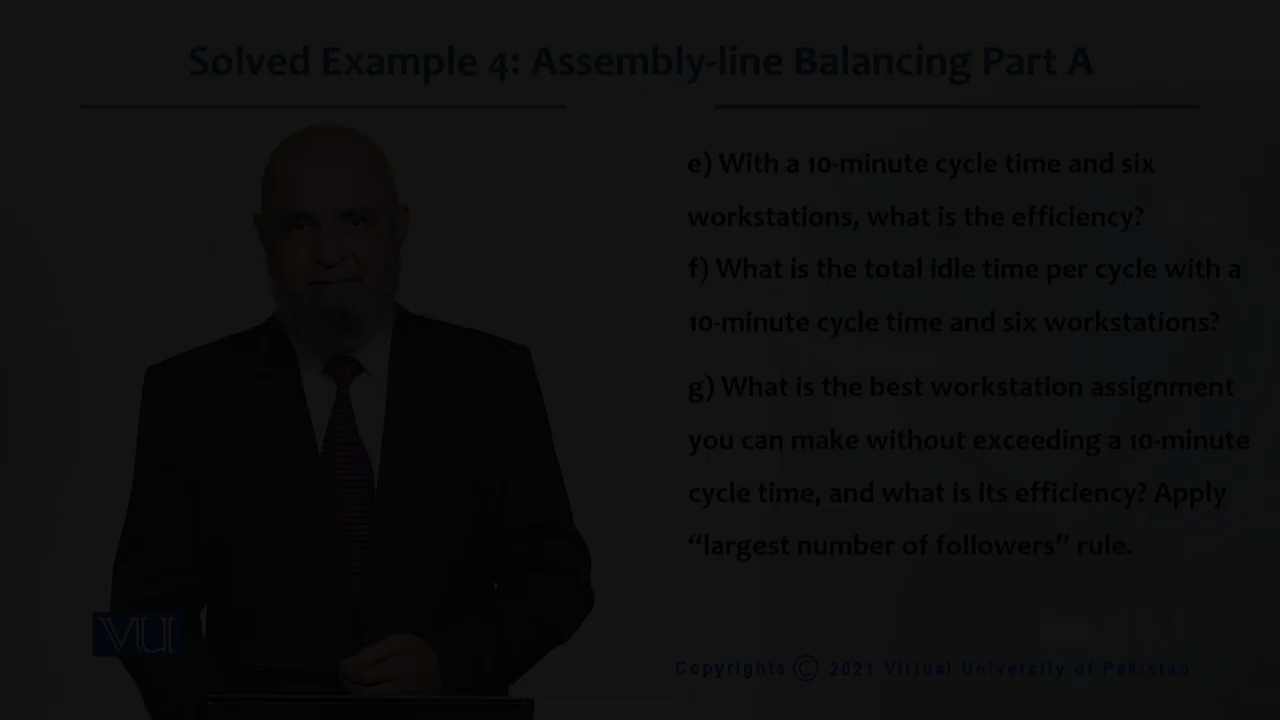 Solved Example 4: Assembly-line Balancing Part A
e) With a 10-minute cycle time and six
workstations, what is the efficiency?
f) What is the total idle time per cycle with a
10-minute cycle time and six workstations?
g) What is the best workstation assignment
you can make without exceeding a 10-minute
cycle time, and what is its efficiency? Apply
“largest number of followers” rule.
VU
Copyrights © 2021 Virtual University of Pakistan